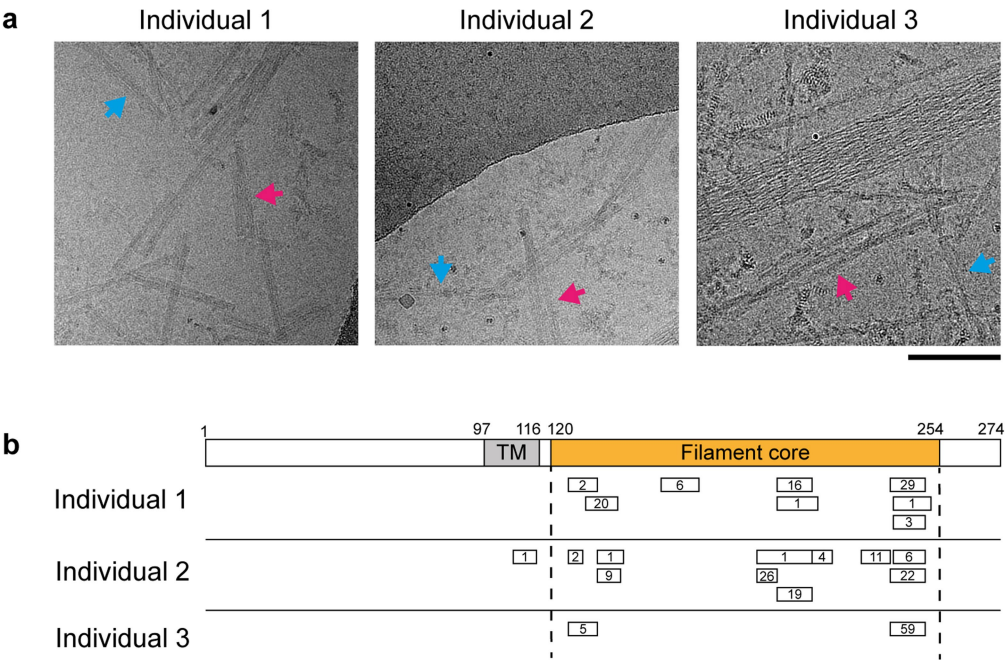 a
Individual 1 Individual 2 Individual 3
b
1 97 116 120 254 274
TM Filament core
Individual 1
2 6 16 29
20 1 1
3
Individual 2
1 2 1 1 4 11 6
9 26 22
19
Individual 3
5 59